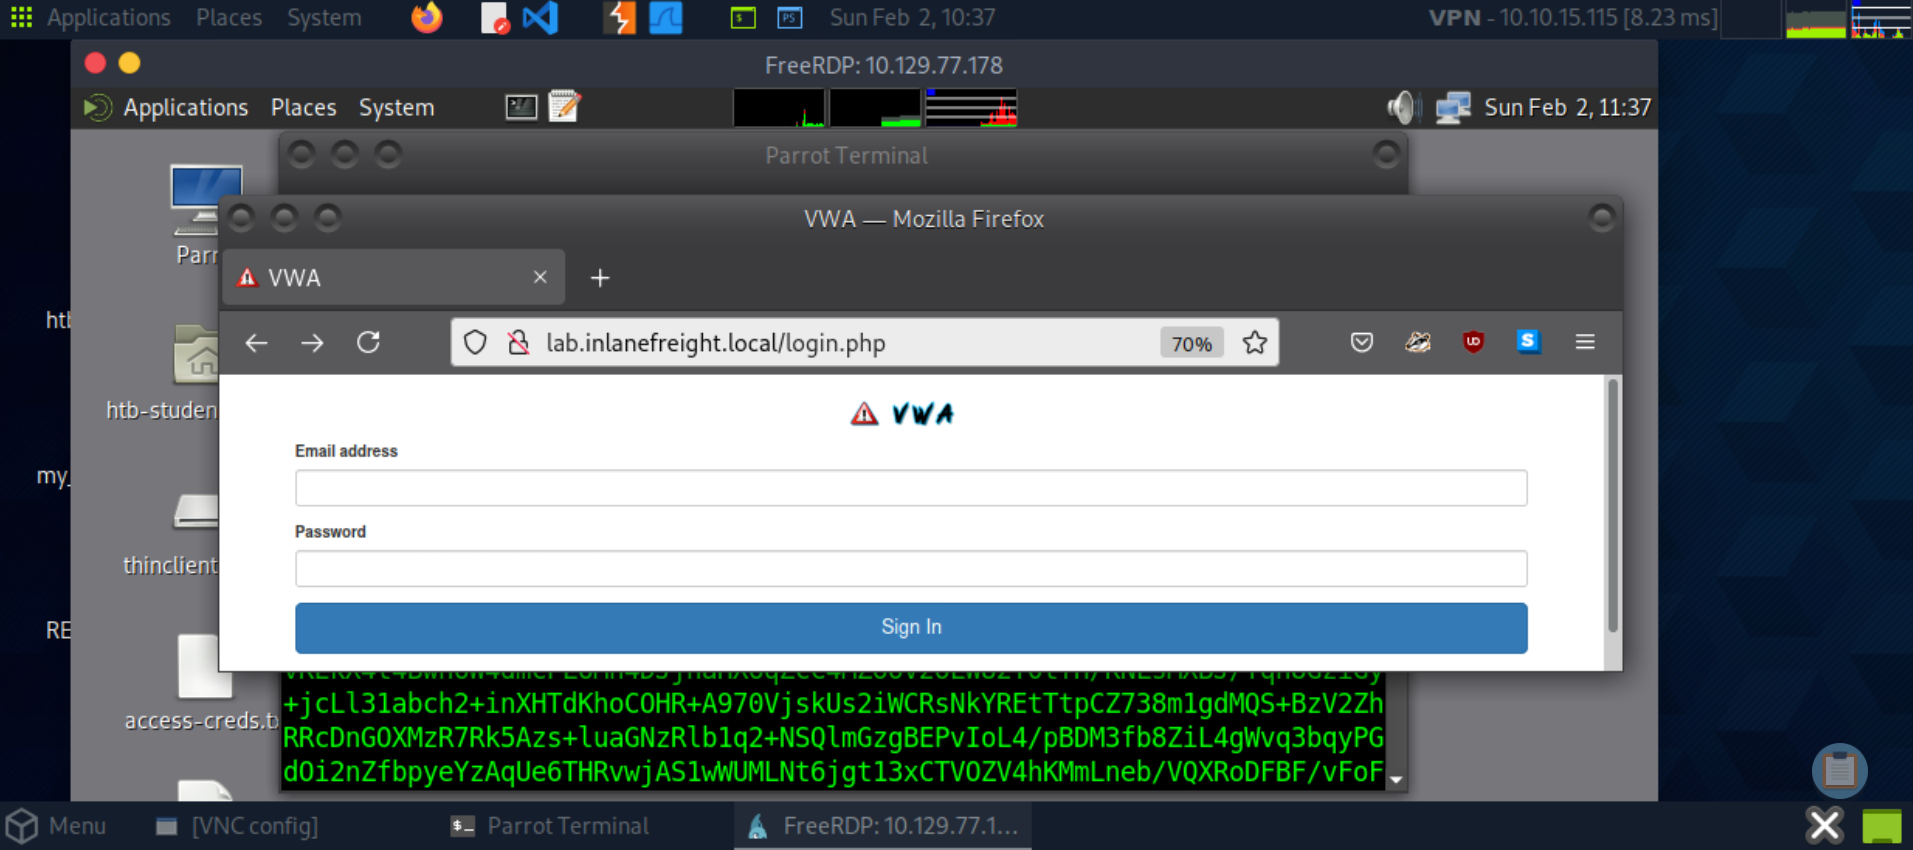 Applications Places System Sun Feb 2, 10:37 VPN - 10.10.15.115 [8.23 ms]
FreeRDP: 10.129.77.178
Applications Places System Sun Feb 2, 11:37
Parrot Terminal
VWA — Mozilla Firefox
Parr
VWA
htb
lab.inlanefreight.local/login.php 70%
VWA
htb-studen
Email address
my_
Password
thinclient
Sign In
RE
+jcLl31abch2+inXHTdKhoCOHR+A970VjskUs2iWCRsNkYREtTtpCZ738m1gdMQS+BzV2Zh
access-creds.tx
RRcDnGOXMzR7Rk5Azs+luaGNzRlb1q2+NSQlmGzgBEPvIoL4/pBDM3fb8ZiL4gWvq3bqyPG
dOi2nZfbpyeYzAqUe6THRvwjAS1wWUMLNt6jgt13xCTVOZV4hKMmLneb/VQXRoDFBF/vFoF
Menu [VNC config] Parrot Terminal FreeRDP: 10.129.77.1...